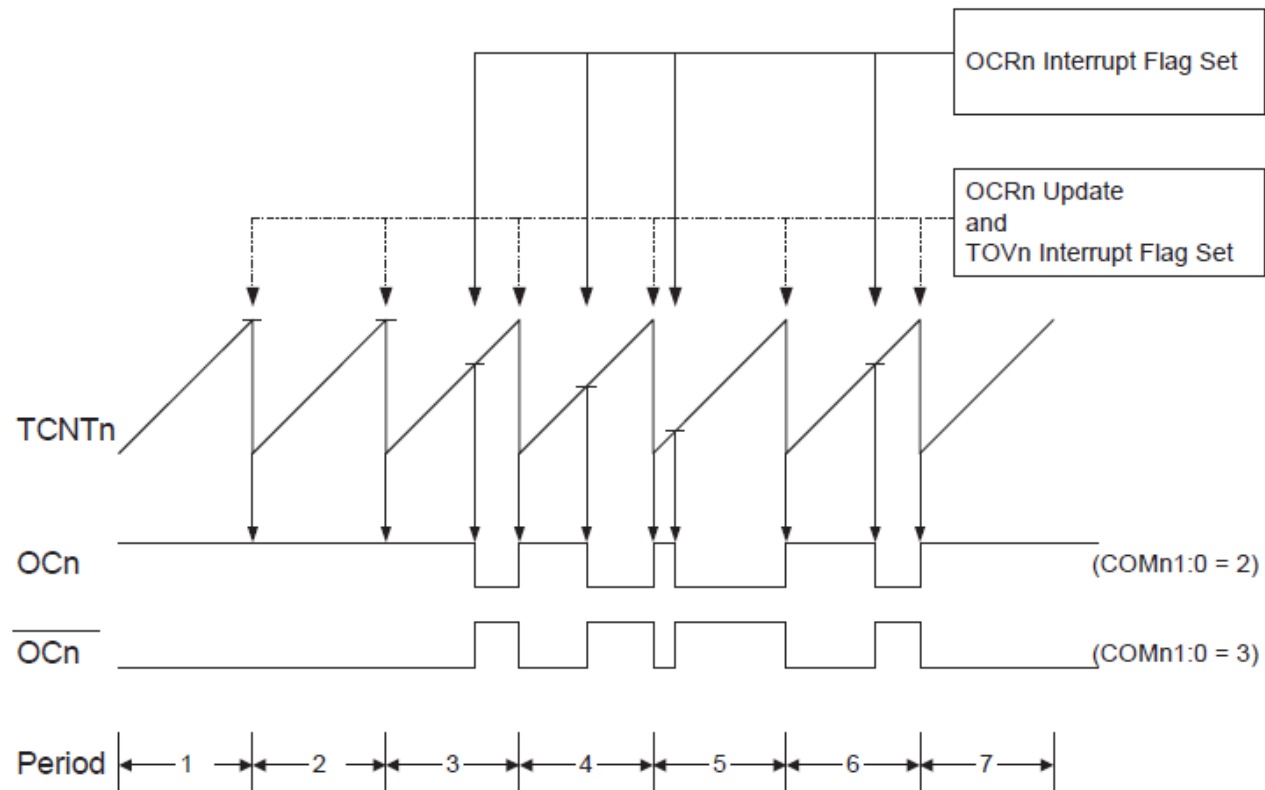 OCRn Interrupt Flag Set
OCRn Update
and
TOVn Interrupt Flag Set
TCNTn
OCn
(COMn1:0 = 2)
OCn
(COMn1:0 = 3)
Period 1 2 3 4 5 6 7